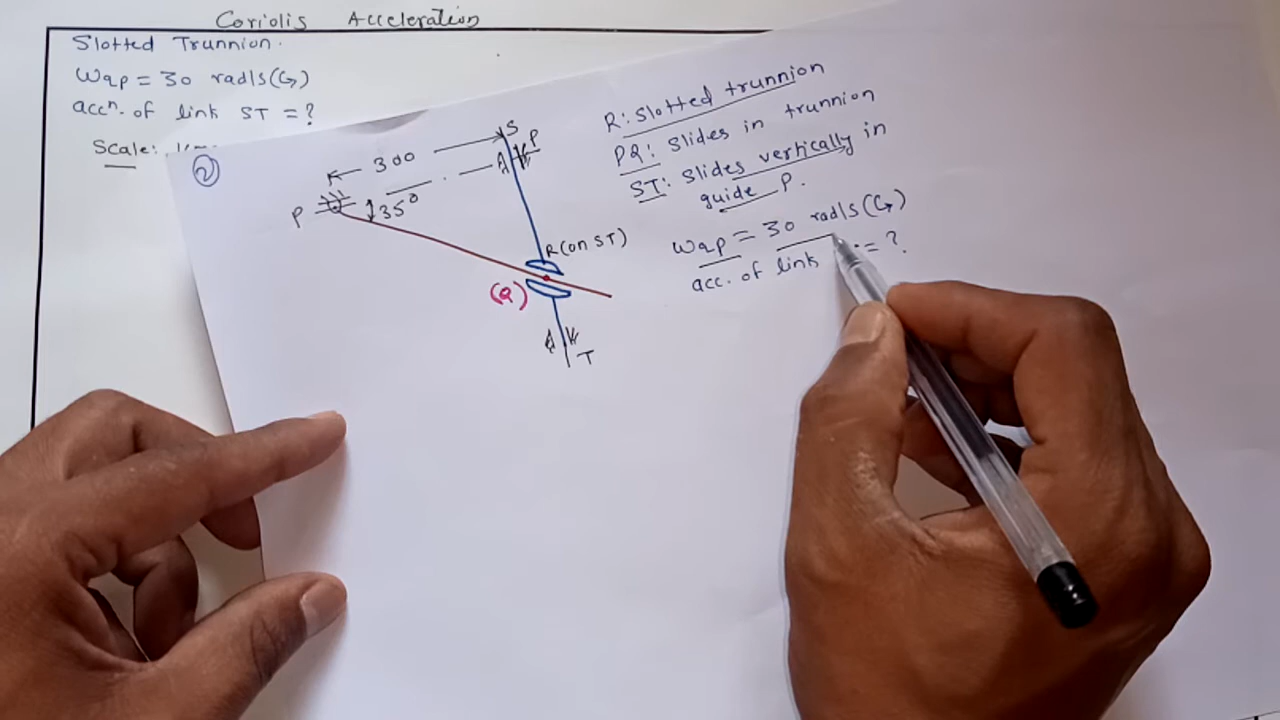 Coriolis Acceleration
Slotted Trunnion.
ωqp = 30 rad/s (↻)
accⁿ. of link ST = ?
Scale:
②
300
S
P
P
35°
R (on ST)
(Q)
T
R: Slotted trunnion
PQ: Slides in trunnion
ST: Slides vertically in
guide P.
ωqp = 30 rad/s (↻)
acc. of link = ?